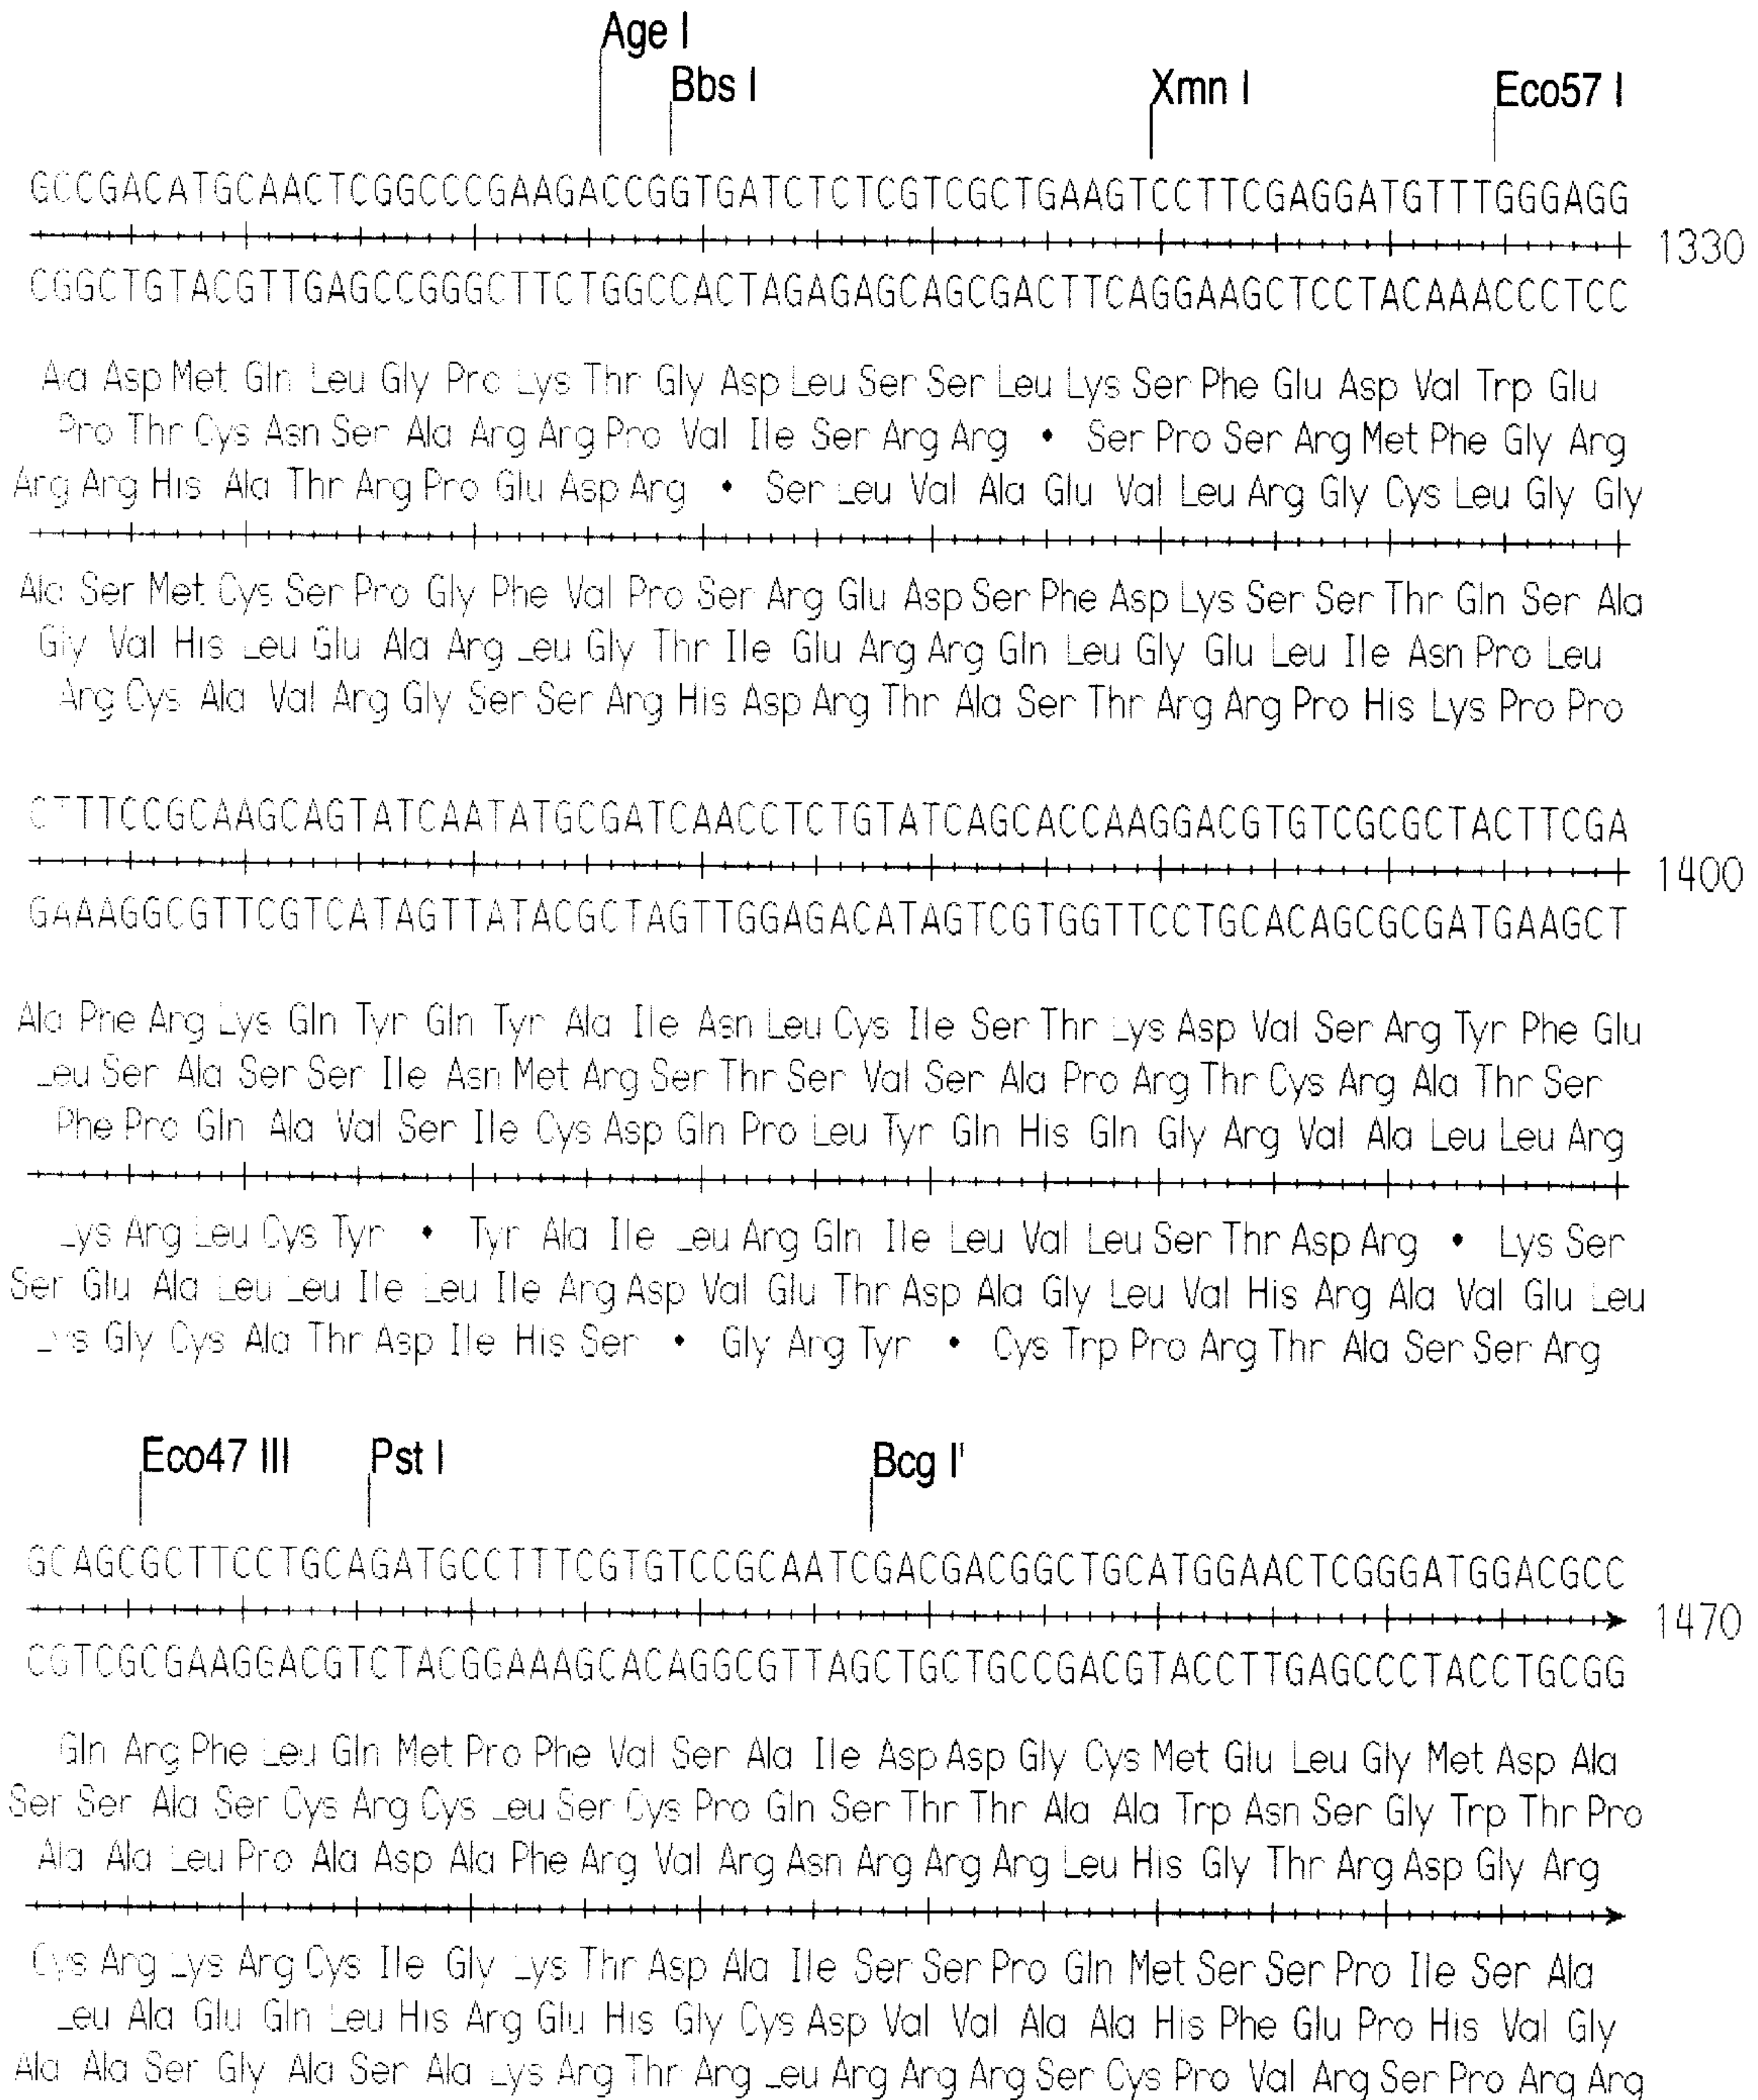 Age I
Bbs I Xmn I Eco57 I
GCCGACATGCAACTCGGCCCGAAGACCGGTGATCTCTCGTCGCTGAAGTCCTTCGAGGATGTTTGGGAGG
1330
CGGCTGTACGTTGAGCCGGGCTTCTGGCCACTAGAGAGCAGCGACTTCAGGAAGCTCCTACAAACCCTCC
Ala Asp Met Gln Leu Gly Pro Lys Thr Gly Asp Leu Ser Ser Leu Lys Ser Phe Glu Asp Val Trp Glu
Pro Thr Cys Asn Ser Ala Arg Arg Pro Val Ile Ser Arg Arg • Ser Pro Ser Arg Met Phe Gly Arg
Arg Arg His Ala Thr Arg Pro Glu Asp Arg • Ser Leu Val Ala Glu Val Leu Arg Gly Cys Leu Gly Gly
Ala Ser Met Cys Ser Pro Gly Phe Val Pro Ser Arg Glu Asp Ser Phe Asp Lys Ser Ser Thr Gln Ser Ala
Gly Val His Leu Glu Ala Arg Leu Gly Thr Ile Glu Arg Arg Gln Leu Gly Glu Leu Ile Asn Pro Leu
Arg Cys Ala Val Arg Gly Ser Ser Arg His Asp Arg Thr Ala Ser Thr Arg Arg Pro His Lys Pro Pro
CTTTCCGCAAGCAGTATCAATATGCGATCAACCTCTGTATCAGCACCAAGGACGTGTCGCGCTACTTCGA
1400
GAAAGGCGTTCGTCATAGTTATACGCTAGTTGGAGACATAGTCGTGGTTCCTGCACAGCGCGATGAAGCT
Ala Phe Arg Lys Gln Tyr Gln Tyr Ala Ile Asn Leu Cys Ile Ser Thr Lys Asp Val Ser Arg Tyr Phe Glu
Leu Ser Ala Ser Ser Ile Asn Met Arg Ser Thr Ser Val Ser Ala Pro Arg Thr Cys Arg Ala Thr Ser
Phe Pro Gln Ala Val Ser Ile Cys Asp Gln Pro Leu Tyr Gln His Gln Gly Arg Val Ala Leu Leu Arg
Lys Arg Leu Cys Tyr • Tyr Ala Ile Leu Arg Gln Ile Leu Val Leu Ser Thr Asp Arg • Lys Ser
Ser Glu Ala Leu Leu Ile Leu Ile Arg Asp Val Glu Thr Asp Ala Gly Leu Val His Arg Ala Val Glu Leu
Lys Gly Cys Ala Thr Asp Ile His Ser • Gly Arg Tyr • Cys Trp Pro Arg Thr Ala Ser Ser Arg
Eco47 III Pst I Bcg I'
GCAGCGCTTCCTGCAGATGCCTTTCGTGTCCGCAATCGACGACGGCTGCATGGAACTCGGGATGGACGCC
1470
CGTCGCGAAGGACGTCTACGGAAAGCACAGGCGTTAGCTGCTGCCGACGTACCTTGAGCCCTACCTGCGG
Gln Arg Phe Leu Gln Met Pro Phe Val Ser Ala Ile Asp Asp Gly Cys Met Glu Leu Gly Met Asp Ala
Ser Ser Ala Ser Cys Arg Cys Leu Ser Cys Pro Gln Ser Thr Thr Ala Ala Trp Asn Ser Gly Trp Thr Pro
Ala Ala Leu Pro Ala Asp Ala Phe Arg Val Arg Asn Arg Arg Arg Leu His Gly Thr Arg Asp Gly Arg
Cys Arg Lys Arg Cys Ile Gly Lys Thr Asp Ala Ile Ser Ser Pro Gln Met Ser Ser Pro Ile Ser Ala
Leu Ala Glu Gln Leu His Arg Glu His Gly Cys Asp Val Val Ala Ala His Phe Glu Pro His Val Gly
Ala Ala Ser Gly Ala Ser Ala Lys Arg Thr Arg Leu Arg Arg Arg Ser Cys Pro Val Arg Ser Pro Arg Arg